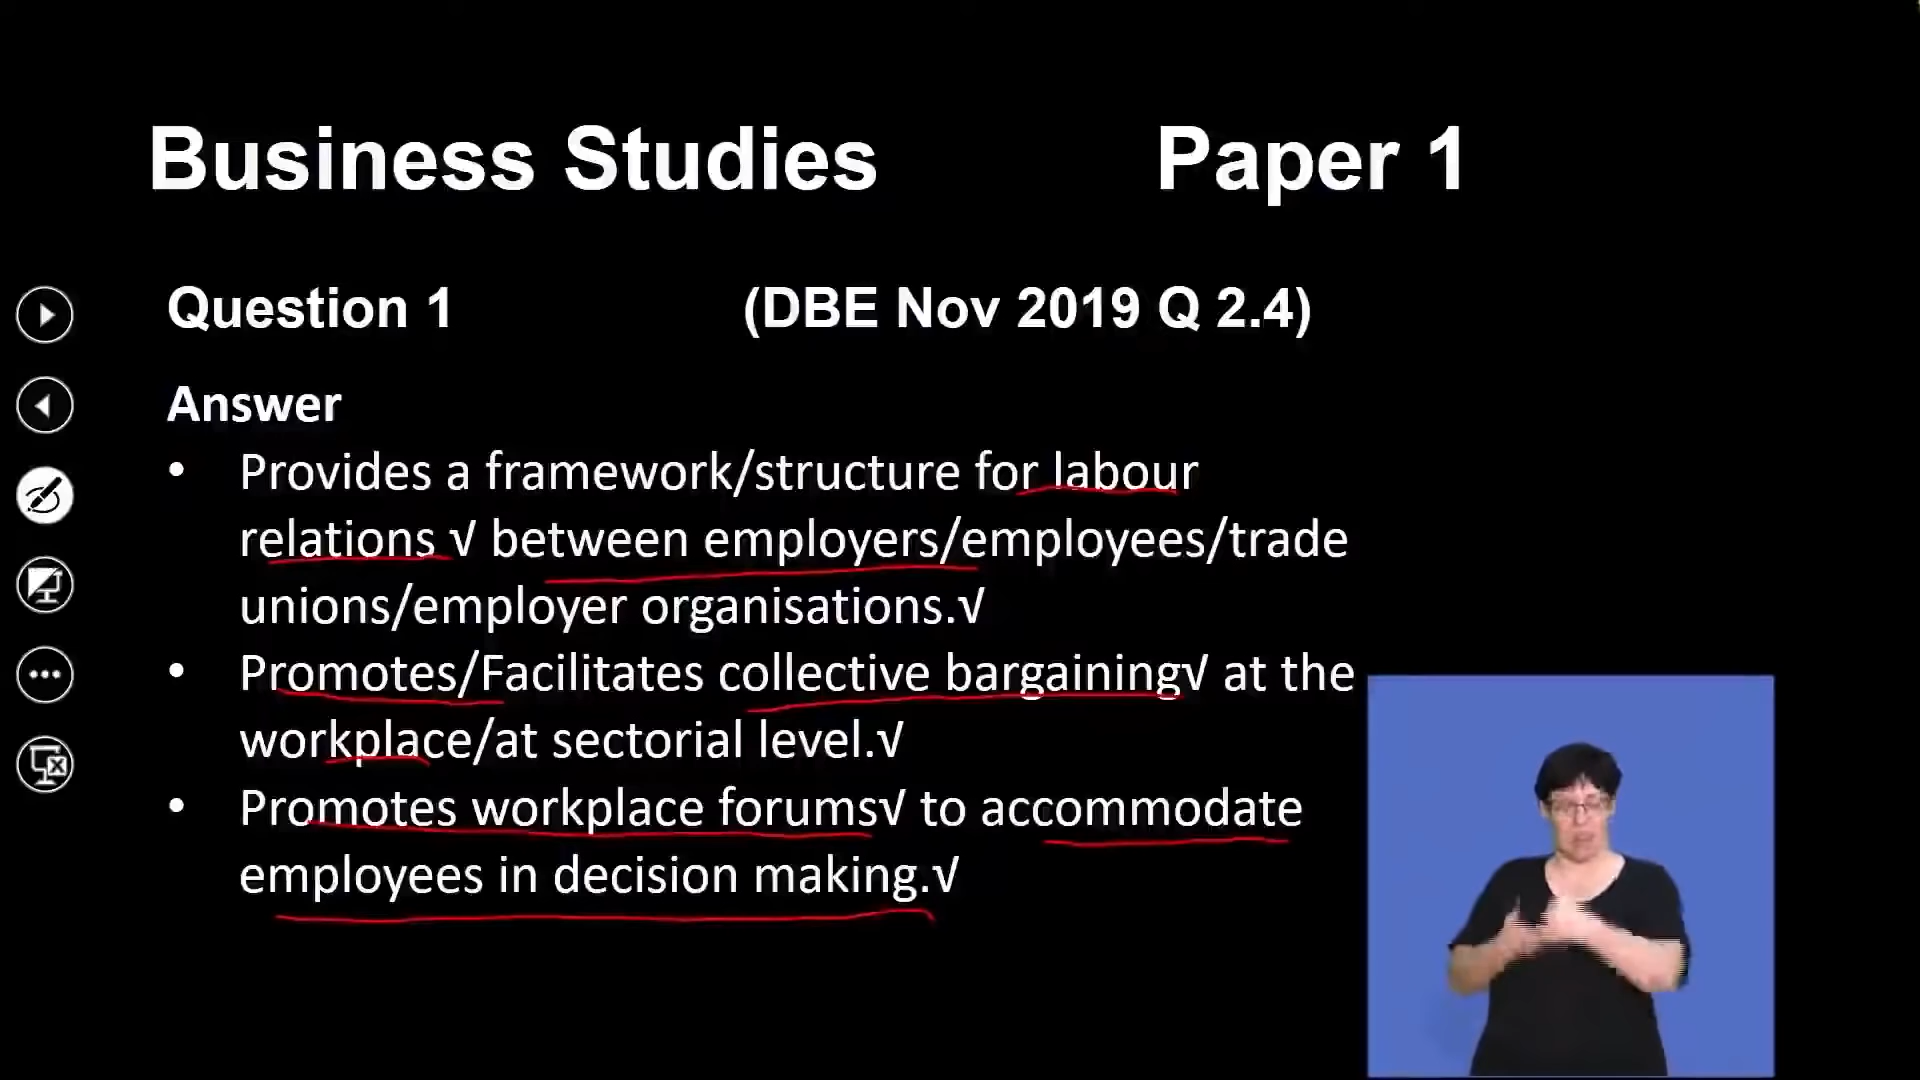 Business Studies Paper 1
Question 1 (DBE Nov 2019 Q 2.4)
Answer
• Provides a framework/structure for labour
relations √ between employers/employees/trade
unions/employer organisations.√
• Promotes/Facilitates collective bargaining√ at the
workplace/at sectorial level.√
• Promotes workplace forums√ to accommodate
employees in decision making.√